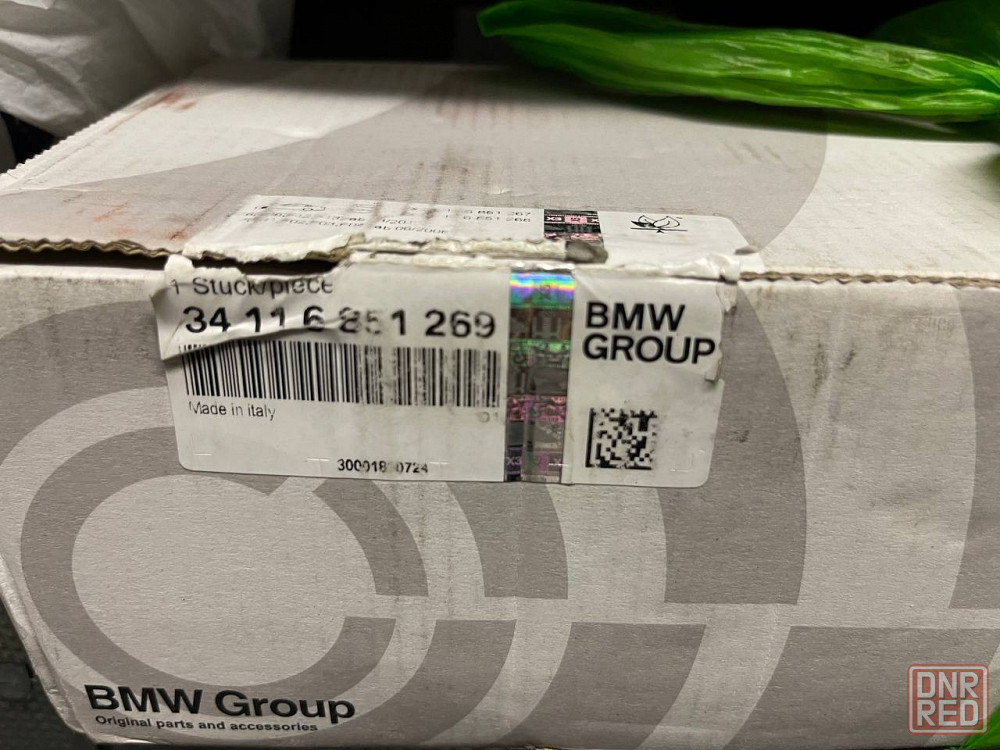 1 Stück/piece
34 11 6 851 269
BMW
GROUP
Made in italy
01
BMW Group
Original parts and accessories
DNR
RED